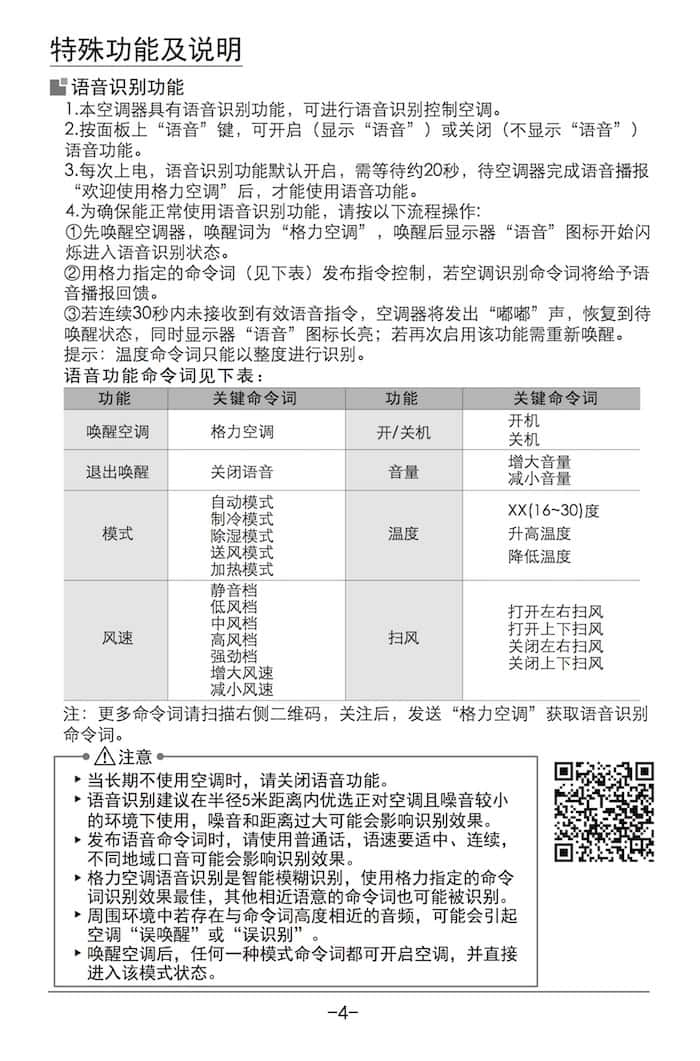 特殊功能及说明
语音识别功能
1.本空调器具有语音识别功能，可进行语音识别控制空调。
2.按面板上“语音”键，可开启（显示“语音”）或关闭（不显示“语音”）
语音功能。
3.每次上电，语音识别功能默认开启，需等待约20秒，待空调器完成语音播报
“欢迎使用格力空调”后，才能使用语音功能。
4.为确保能正常使用语音识别功能，请按以下流程操作:
①先唤醒空调器，唤醒词为“格力空调”，唤醒后显示器“语音”图标开始闪
烁进入语音识别状态。
②用格力指定的命令词（见下表）发布指令控制，若空调识别命令词将给予语
音播报回馈。
③若连续30秒内未接收到有效语音指令，空调器将发出“嘟嘟”声，恢复到待
唤醒状态，同时显示器“语音”图标长亮；若再次启用该功能需重新唤醒。
提示：温度命令词只能以整度进行识别。
语音功能命令词见下表：
功能 关键命令词 功能 关键命令词
唤醒空调 格力空调 开/关机
开机
关机
退出唤醒 关闭语音 音量
增大音量
减小音量
模式
自动模式
制冷模式
除湿模式
送风模式
加热模式
温度
XX(16~30)度
升高温度
降低温度
风速
静音档
低风档
中风档
高风档
强劲档
增大风速
减小风速
扫风
打开左右扫风
打开上下扫风
关闭左右扫风
关闭上下扫风
注：更多命令词请扫描右侧二维码，关注后，发送“格力空调”获取语音识别
命令词。
注意
▸当长期不使用空调时，请关闭语音功能。
▸语音识别建议在半径5米距离内优选正对空调且噪音较小
的环境下使用，噪音和距离过大可能会影响识别效果。
▸发布语音命令词时，请使用普通话，语速要适中、连续，
不同地域口音可能会影响识别效果。
▸格力空调语音识别是智能模糊识别，使用格力指定的命令
词识别效果最佳，其他相近语意的命令词也可能被识别。
▸周围环境中若存在与命令词高度相近的音频，可能会引起
空调“误唤醒”或“误识别”。
▸唤醒空调后，任何一种模式命令词都可开启空调，并直接
进入该模式状态。
-4-